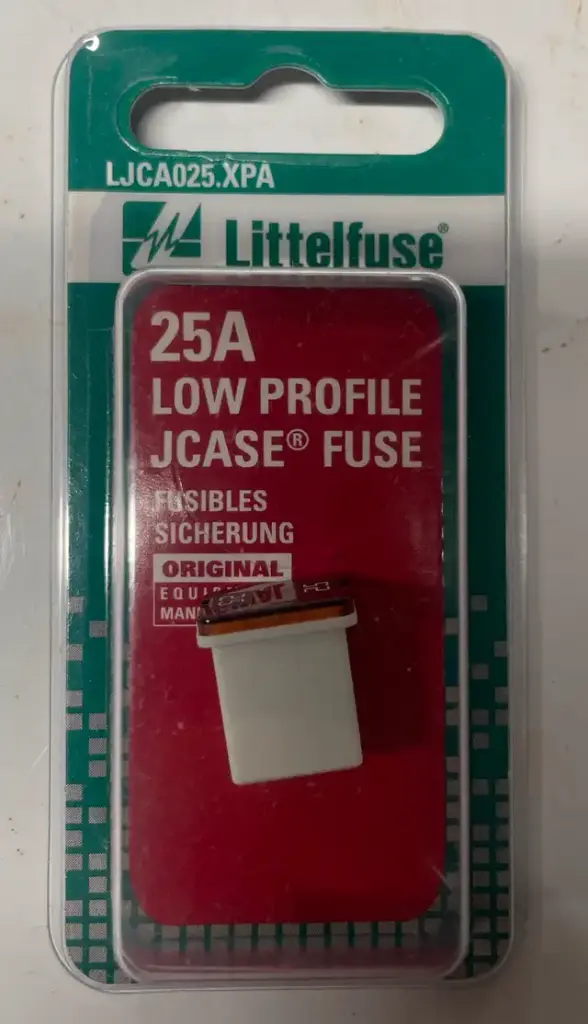 LJCA025.XPA
Littelfuse®
25A
LOW PROFILE
JCASE® FUSE
FUSIBLES
SICHERUNG
ORIGINAL